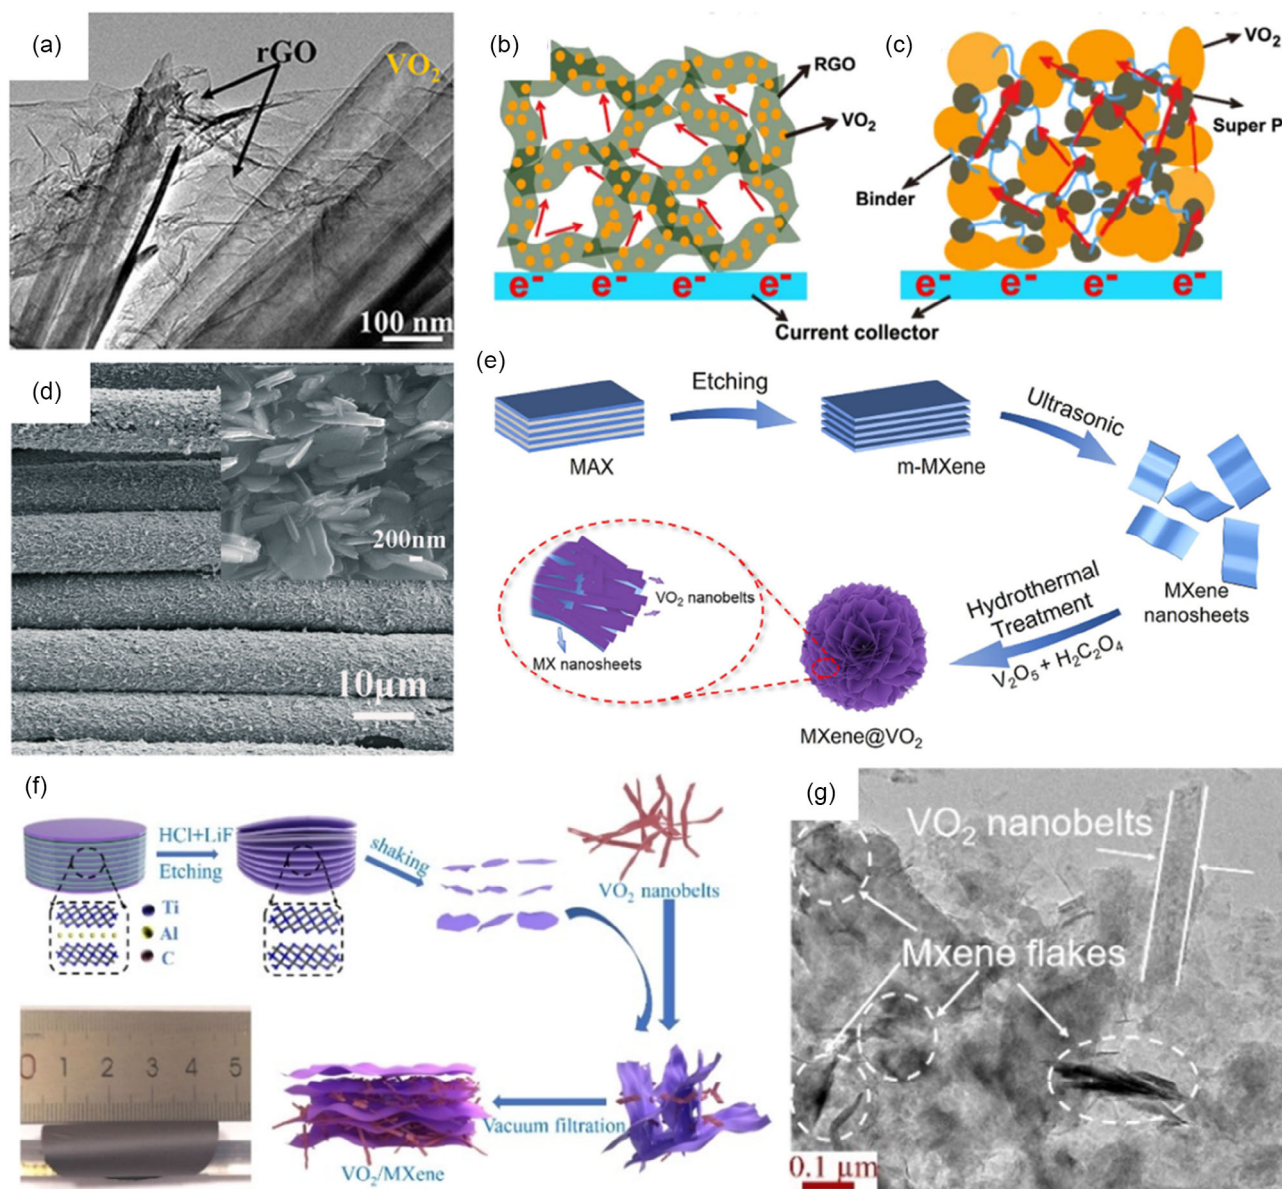 (a)
rGO
VO₂
100 nm
(b)
RGO
VO₂
e⁻ e⁻ e⁻ e⁻
(c)
VO₂
Super P
Binder
e⁻ e⁻ e⁻ e⁻
Current collector
(d)
200nm
10μm
(e)
Etching
MAX
m-MXene
Ultrasonic
MXene
nanosheets
Hydrothermal
Treatment
V₂O₅ + H₂C₂O₄
VO₂ nanobelts
MX nanosheets
MXene@VO₂
(f)
HCl+LiF
Etching
shaking
Ti
Al
C
VO₂ nanobelts
0 1 2 3 4 5
Vacuum filtration
VO₂/MXene
(g)
VO₂ nanobelts
Mxene flakes
0.1 μm